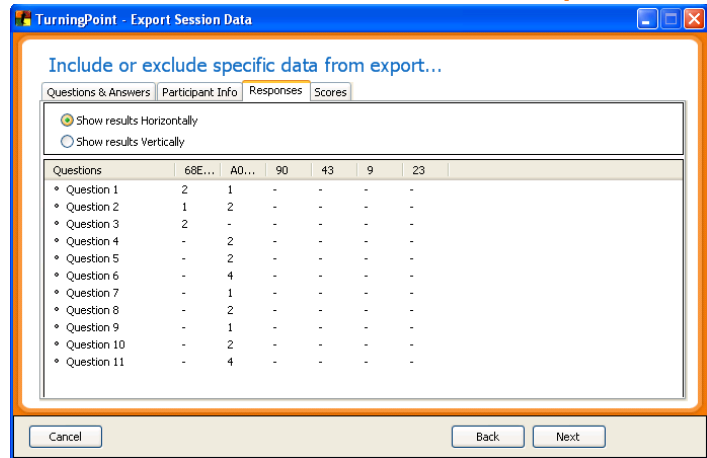 TurningPoint - Export Session Data
Include or exclude specific data from export...
Questions & Answers Participant Info Responses Scores
Show results Horizontally
Show results Vertically
Questions 68E... A0... 90 43 9 23
Question 1 2 1 - - - -
Question 2 1 2 - - - -
Question 3 2 - - - - -
Question 4 - 2 - - - -
Question 5 - 2 - - - -
Question 6 - 4 - - - -
Question 7 - 1 - - - -
Question 8 - 2 - - - -
Question 9 - 1 - - - -
Question 10 - 2 - - - -
Question 11 - 4 - - - -
Cancel Back Next